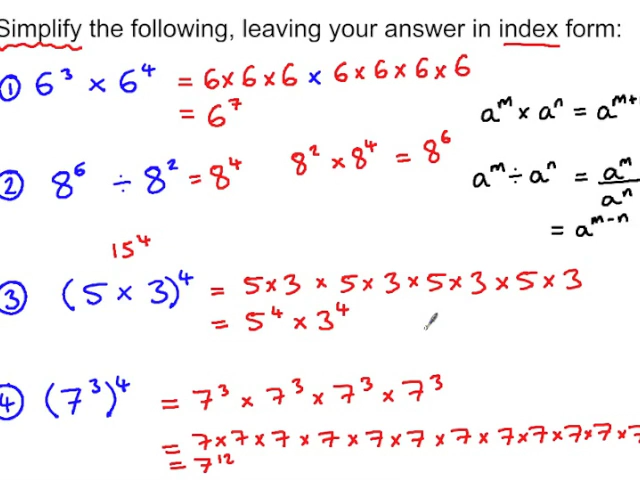 Simplify the following, leaving your answer in index form:
① 6³ × 6⁴ = 6 × 6 × 6 × 6 × 6 × 6 × 6
= 6⁷
aᵐ × aⁿ = aᵐ⁺
② 8⁶ ÷ 8² = 8⁴
8² × 8⁴ = 8⁶
aᵐ ÷ aⁿ = aᵐ/aⁿ
= aᵐ⁻ⁿ
15⁴
③ (5 × 3)⁴ = 5×3 × 5×3 × 5×3 × 5×3
= 5⁴ × 3⁴
④ (7³)⁴ = 7³ × 7³ × 7³ × 7³
= 7×7×7×7×7×7×7×7×7×7×7×7
= 7¹²